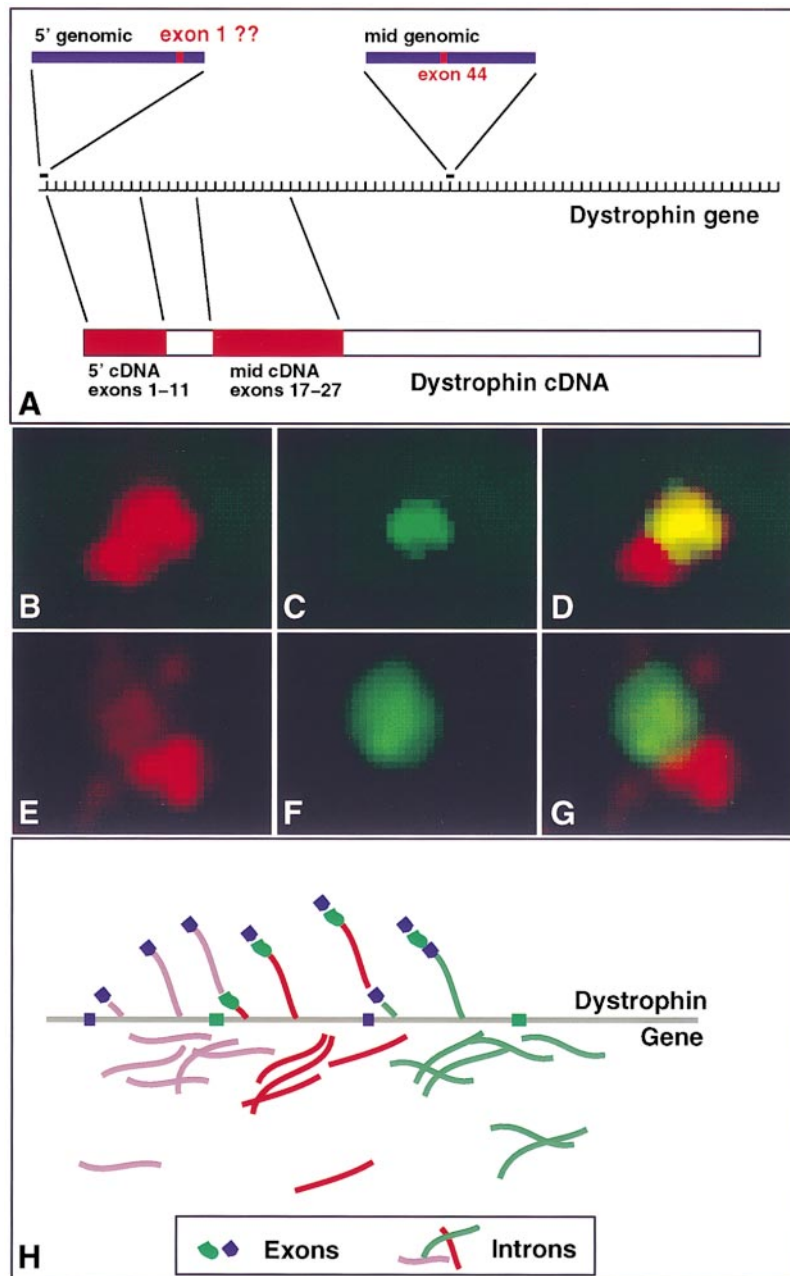 5' genomic
exon 1 ??
mid genomic
exon 44
Dystrophin gene
5' cDNA
exons 1–11
mid cDNA
exons 17–27
Dystrophin cDNA
A
B
C
D
E
F
G
Dystrophin
Gene
Exons
Introns
H